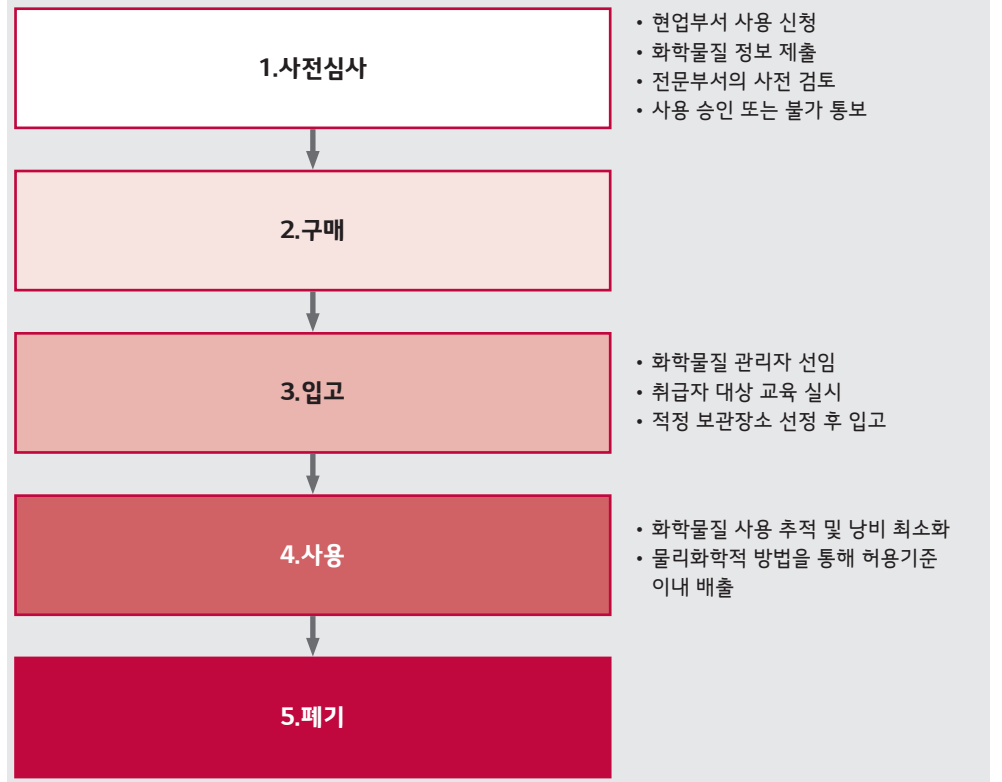 1.사전심사
• 현업부서 사용 신청
• 화학물질 정보 제출
• 전문부서의 사전 검토
• 사용 승인 또는 불가 통보
2.구매
3.입고
• 화학물질 관리자 선임
• 취급자 대상 교육 실시
• 적정 보관장소 선정 후 입고
4.사용
• 화학물질 사용 추적 및 낭비 최소화
• 물리화학적 방법을 통해 허용기준
이내 배출
5.폐기